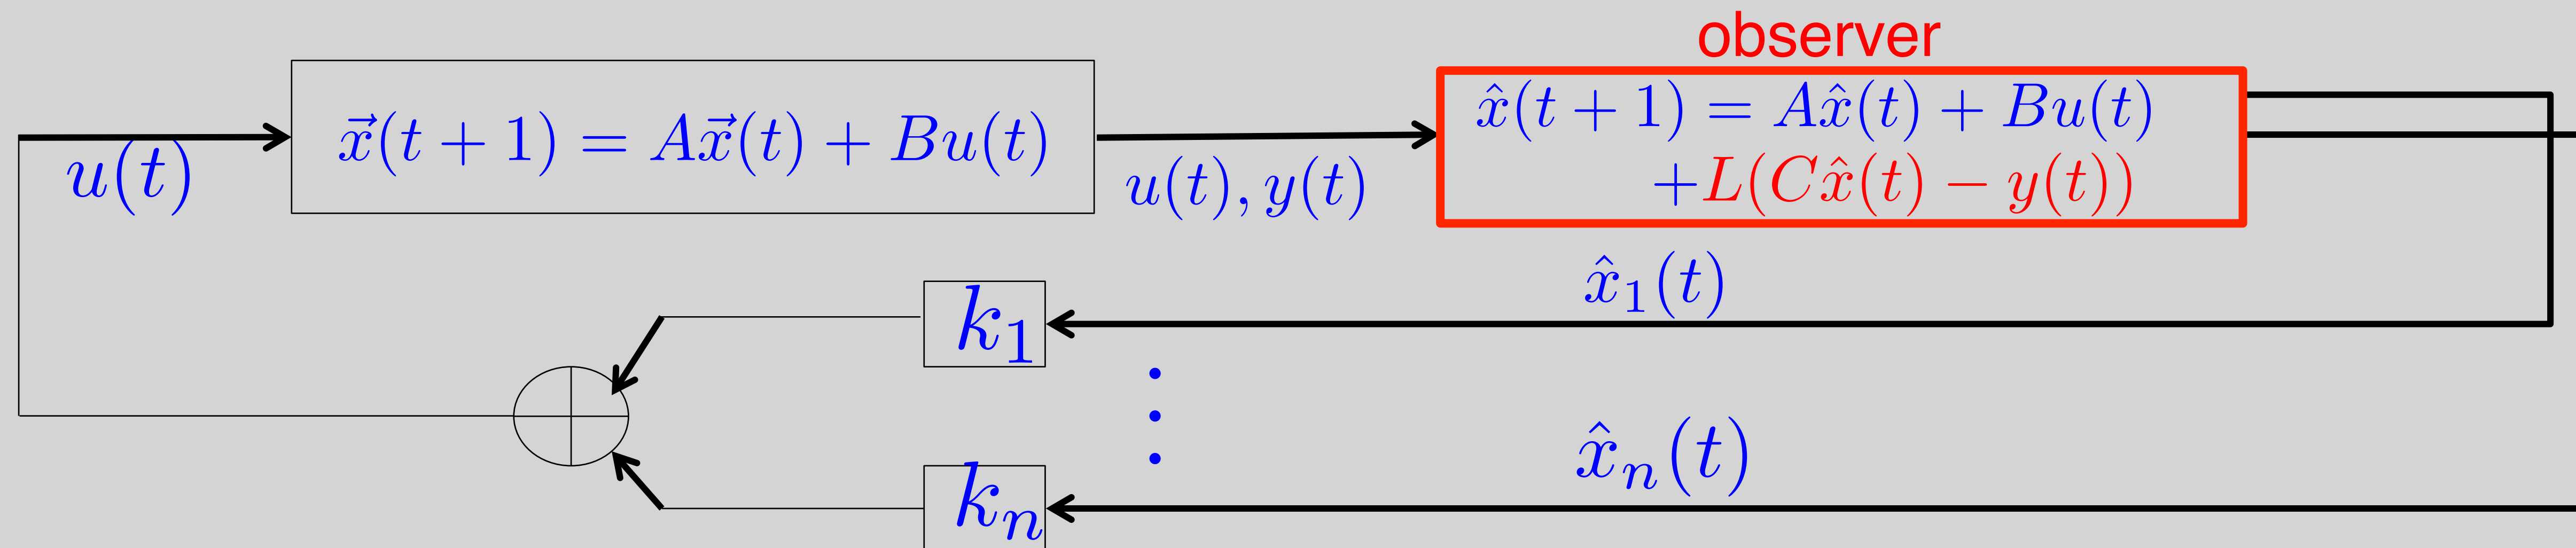 observer
x⃗(t + 1) = Ax⃗(t) + Bu(t)
x̂(t + 1) = Ax̂(t) + Bu(t)
+L(Cx̂(t) − y(t))
u(t)
u(t), y(t)
x̂₁(t)
k₁
x̂ₙ(t)
kₙ